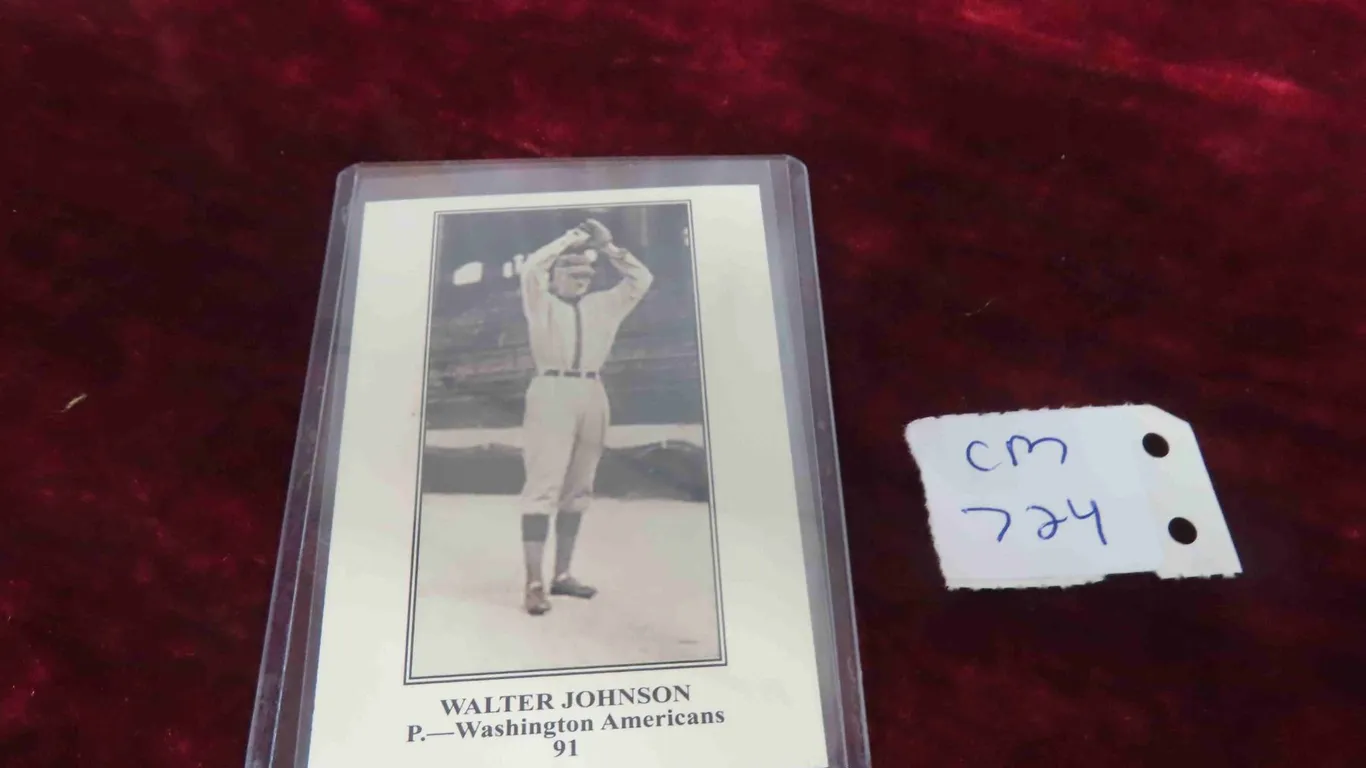 WALTER JOHNSON
P.—Washington Americans
91
CM
724